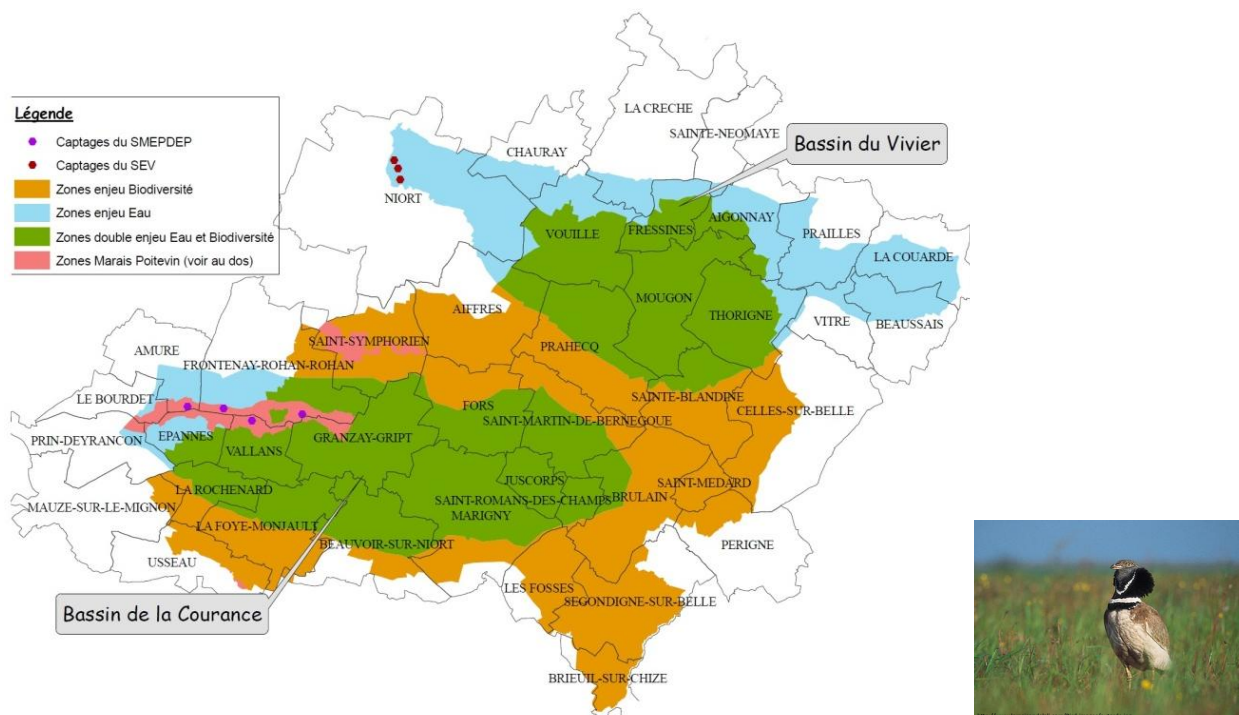 Légende
Captages du SMEPDEP
Captages du SEV
Zones enjeu Biodiversité
Zones enjeu Eau
Zones double enjeu Eau et Biodiversité
Zones Marais Poitevin (voir au dos)
LA CRECHE
SAINTE-NEOMAYE
CHAURAY
Bassin du Vivier
NIORT
VOUILLE
FRESSINES
AIGONNAY
PRAILLES
LA COUARDE
MOUGON
THORIGNE
VITRE
BEAUSSAIS
AIFFRES
SAINT-SYMPHORIEN
PRAHECQ
AMURE
FRONTENAY-ROHAN-ROHAN
LE BOURDET
FORS
SAINTE-BLANDINE
CELLES-SUR-BELLE
SAINT-MARTIN-DE-BERNEGOUE
PRIN-DEYRANCON
EPANNES
GRANZAY-GRIPT
VALLANS
JUSCORPS
SAINT-MEDARD
LA ROCHENARD
SAINT-ROMANS-DES-CHAMPS
BRULAIN
MAUZE-SUR-LE-MIGNON
MARIGNY
LA FOYE-MONJAULT
BEAUVOIR-SUR-NIORT
PERIGNE
USSEAU
LES FOSSES
SEGONDIGNE-SUR-BELLE
Bassin de la Courance
BRIEUIL-SUR-CHIZE